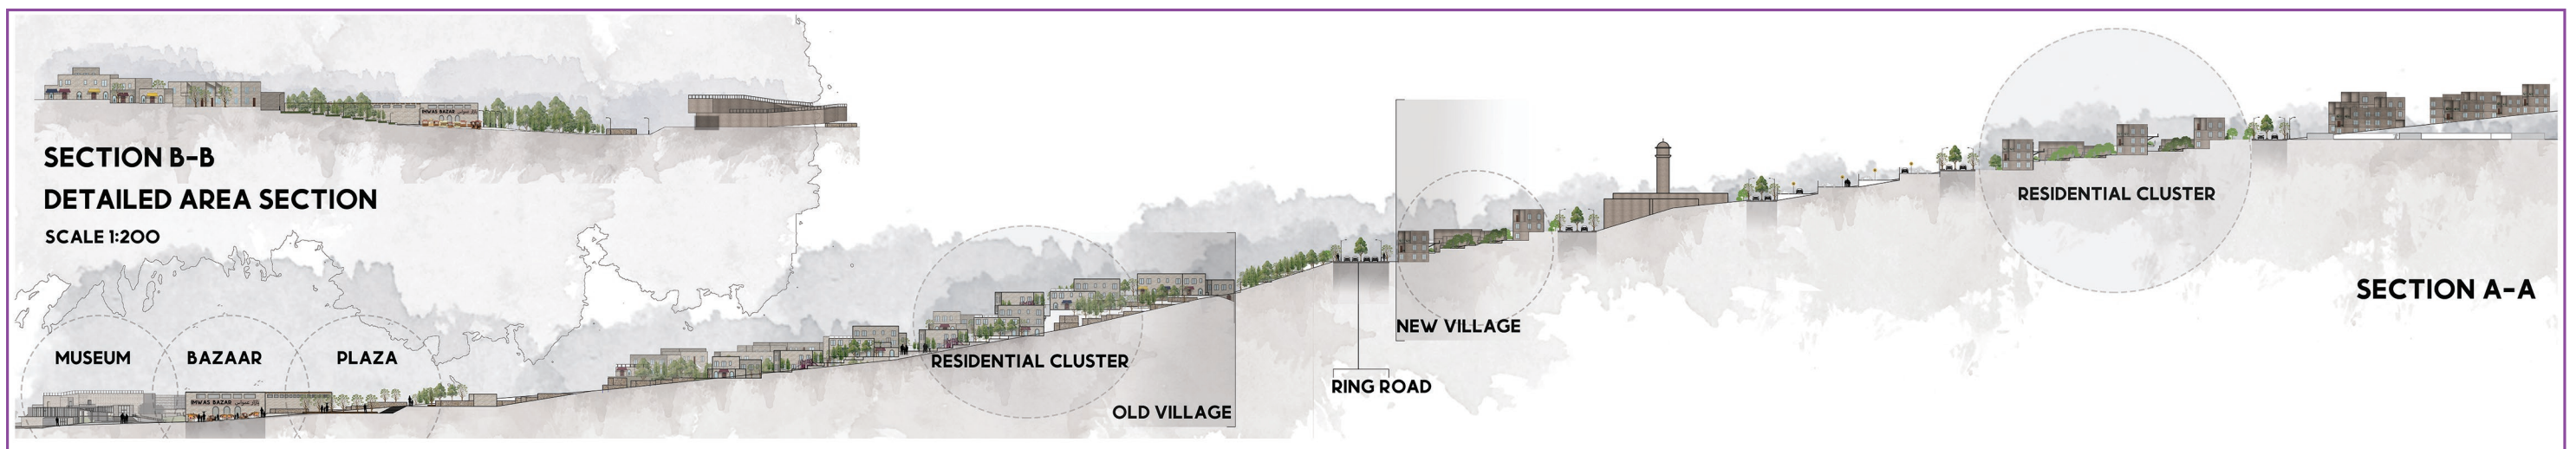 SECTION B-B
DETAILED AREA SECTION
SCALE 1:200
MUSEUM
BAZAAR
PLAZA
RESIDENTIAL CLUSTER
OLD VILLAGE
RING ROAD
NEW VILLAGE
RESIDENTIAL CLUSTER
SECTION A-A